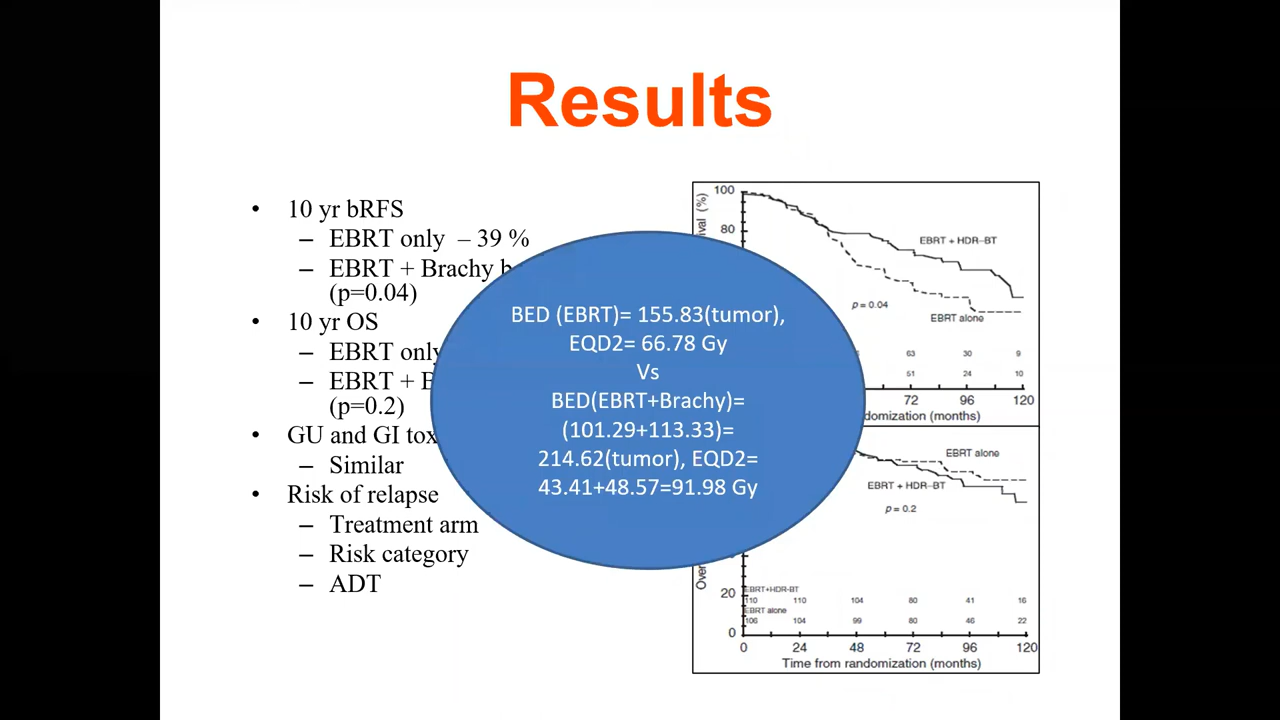 Results
• 10 yr bRFS
– EBRT only – 39 %
– EBRT + Brachy
(p=0.04)
• 10 yr OS
– EBRT only
– EBRT +
(p=0.2)
• GU and GI
– Similar
• Risk of relapse
– Treatment arm
– Risk category
– ADT
BED (EBRT)= 155.83(tumor),
EQD2= 66.78 Gy
Vs
BED(EBRT+Brachy)=
(101.29+113.33)=
214.62(tumor), EQD2=
43.41+48.57=91.98 Gy
100
80
(%)
EBRT + HDR-BT
p = 0.04
EBRT alone
63 30 9
51 24 10
72 96 120
(months)
EBRT alone
EBRT + HDR-BT
p = 0.2
20
0
EBRT+HDR-BT
110 110 104 80 41 16
EBRT alone
106 104 99 80 46 22
0 24 48 72 96 120
Time from randomization (months)